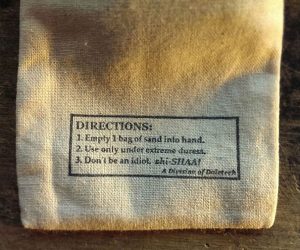 DIRECTIONS:
1. Empty 1 bag of sand into hand.
2. Use only under extreme duress.
3. Don't be an idiot. shi-SHAA!
A Division of Daletech